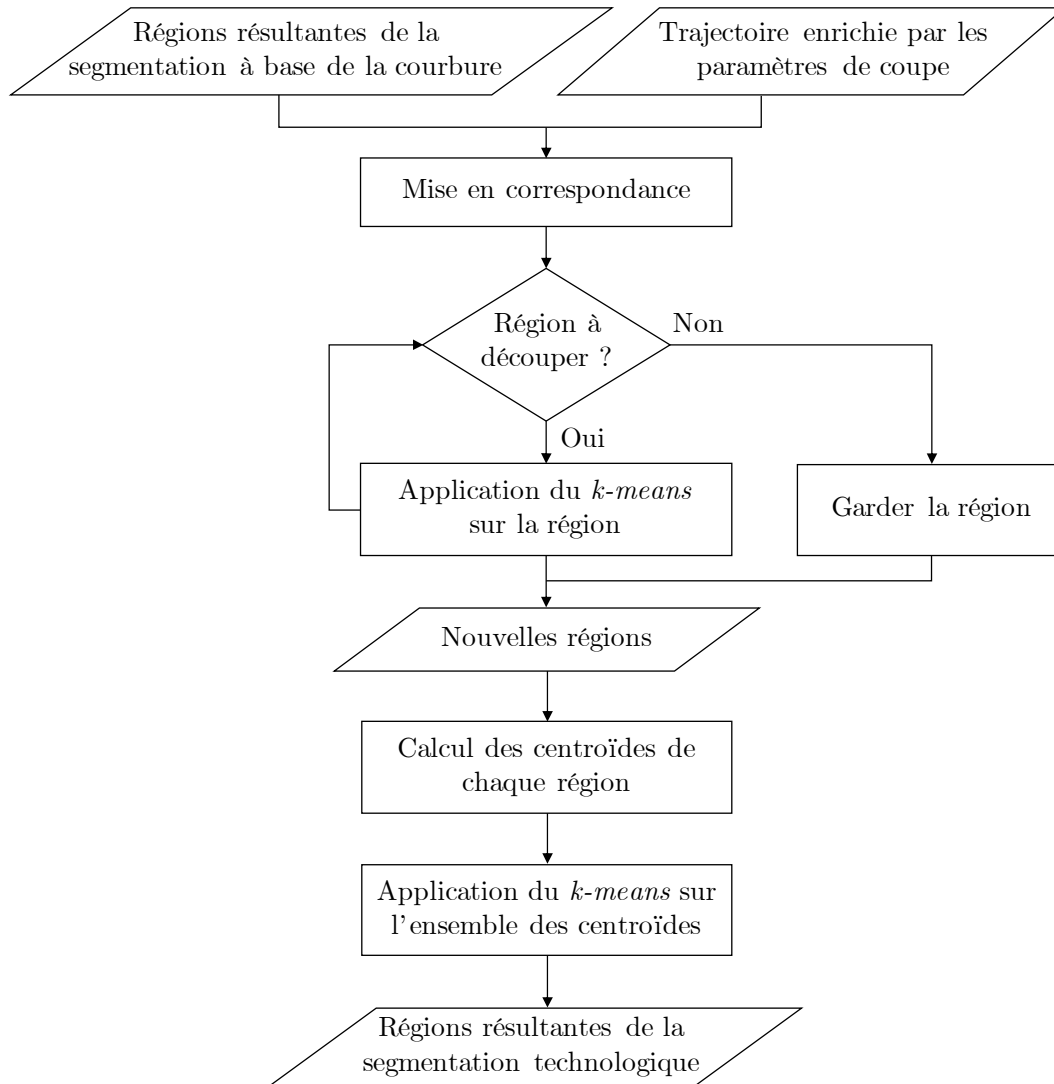 Régions résultantes de la
segmentation à base de la courbure
Trajectoire enrichie par les
paramètres de coupe
Mise en correspondance
Région à
découper ?
Non
Oui
Application du k-means
sur la région
Garder la région
Nouvelles régions
Calcul des centroïdes de
chaque région
Application du k-means sur
l'ensemble des centroïdes
Régions résultantes de la
segmentation technologique